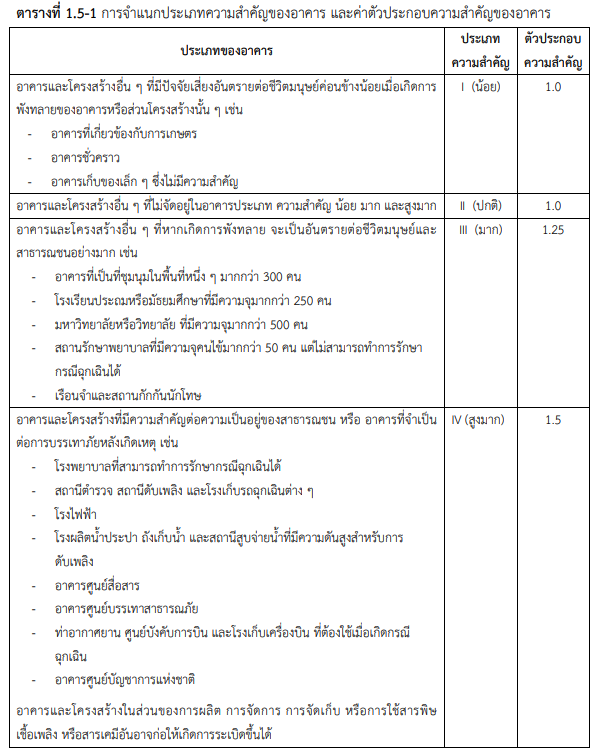 ตารางที่ 1.5-1 การจำแนกประเภทความสำคัญของอาคาร และค่าตัวประกอบความสำคัญของอาคาร
ประเภทของอาคาร
ประเภท
ความสำคัญ
ตัวประกอบ
ความสำคัญ
อาคารและโครงสร้างอื่น ๆ ที่มีปัจจัยเสี่ยงอันตรายต่อชีวิตมนุษย์ค่อนข้างน้อยเมื่อเกิดการ
พังทลายของอาคารหรือส่วนโครงสร้างนั้น ๆ เช่น
- อาคารที่เกี่ยวข้องกับการเกษตร
- อาคารชั่วคราว
- อาคารเก็บของเล็ก ๆ ซึ่งไม่มีความสำคัญ
I (น้อย)
1.0
อาคารและโครงสร้างอื่น ๆ ที่ไม่จัดอยู่ในอาคารประเภท ความสำคัญ น้อย มาก และสูงมาก
II (ปกติ)
1.0
อาคารและโครงสร้างอื่น ๆ ที่หากเกิดการพังทลาย จะเป็นอันตรายต่อชีวิตมนุษย์และ
สาธารณชนอย่างมาก เช่น
- อาคารที่เป็นที่ชุมนุมในพื้นที่หนึ่ง ๆ มากกว่า 300 คน
- โรงเรียนประถมหรือมัธยมศึกษาที่มีความจุมากกว่า 250 คน
- มหาวิทยาลัยหรือวิทยาลัย ที่มีความจุมากกว่า 500 คน
- สถานรักษาพยาบาลที่มีความจุคนไข้มากกว่า 50 คน แต่ไม่สามารถทำการรักษา
กรณีฉุกเฉินได้
- เรือนจำและสถานกักกันนักโทษ
III (มาก)
1.25
อาคารและโครงสร้างที่มีความสำคัญต่อความเป็นอยู่ของสาธารณชน หรือ อาคารที่จำเป็น
ต่อการบรรเทาภัยหลังเกิดเหตุ เช่น
- โรงพยาบาลที่สามารถทำการรักษากรณีฉุกเฉินได้
- สถานีตำรวจ สถานีดับเพลิง และโรงเก็บรถฉุกเฉินต่าง ๆ
- โรงไฟฟ้า
- โรงผลิตน้ำประปา ถังเก็บน้ำ และสถานีสูบจ่ายน้ำที่มีความดันสูงสำหรับการ
ดับเพลิง
- อาคารศูนย์สื่อสาร
- อาคารศูนย์บรรเทาสาธารณภัย
- ท่าอากาศยาน ศูนย์บังคับการบิน และโรงเก็บเครื่องบิน ที่ต้องใช้เมื่อเกิดกรณี
ฉุกเฉิน
- อาคารศูนย์บัญชาการแห่งชาติ
อาคารและโครงสร้างในส่วนของการผลิต การจัดการ การจัดเก็บ หรือการใช้สารพิษ
เชื้อเพลิง หรือสารเคมีอันอาจก่อให้เกิดการระเบิดขึ้นได้
IV (สูงมาก)
1.5